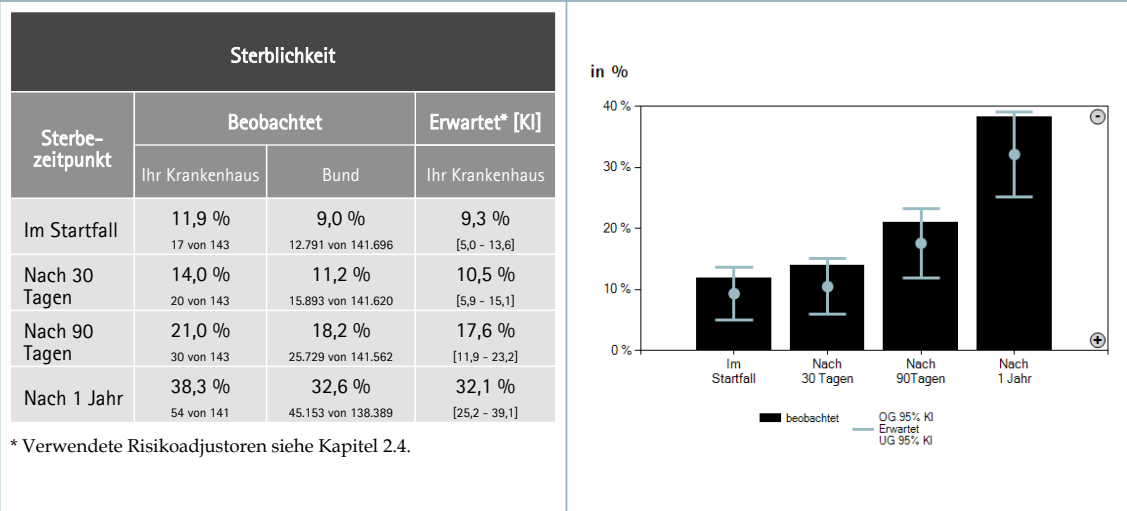 Sterblichkeit
Sterbe-
zeitpunkt
Beobachtet
Erwartet* [KI]
Ihr Krankenhaus
Bund
Ihr Krankenhaus
Im Startfall
11,9 %
9,0 %
9,3 %
17 von 143
12.791 von 141.696
[5,0 - 13,6]
Nach 30
Tagen
14,0 %
11,2 %
10,5 %
20 von 143
15.893 von 141.620
[5,9 - 15,1]
Nach 90
Tagen
21,0 %
18,2 %
17,6 %
30 von 143
25.729 von 141.562
[11,9 - 23,2]
Nach 1 Jahr
38,3 %
32,6 %
32,1 %
54 von 141
45.153 von 138.389
[25,2 - 39,1]
* Verwendete Risikoadjustoren siehe Kapitel 2.4.
in %
40 %
30 %
20 %
10 %
0 %
-
+
Im
Startfall
Nach
30 Tagen
Nach
90Tagen
Nach
1 Jahr
beobachtet
OG 95% KI
Erwartet
UG 95% KI